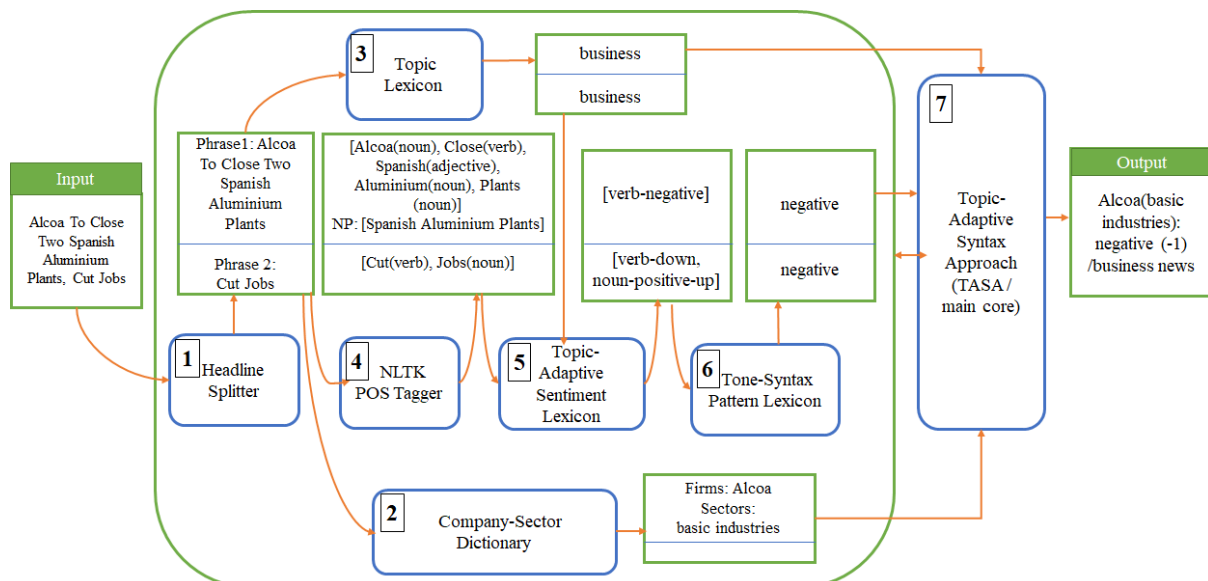 Input
Alcoa To Close
Two Spanish
Aluminium
Plants, Cut Jobs
1
Headline
Splitter
Phrase1: Alcoa
To Close Two
Spanish
Aluminium
Plants
Phrase 2:
Cut Jobs
3
Topic
Lexicon
business
business
[Alcoa(noun), Close(verb),
Spanish(adjective),
Aluminium(noun), Plants
(noun)]
NP: [Spanish Aluminium Plants]
[Cut(verb), Jobs(noun)]
4
NLTK
POS Tagger
5
Topic-
Adaptive
Sentiment
Lexicon
[verb-negative]
[verb-down,
noun-positive-up]
6
Tone-Syntax
Pattern Lexicon
negative
negative
2
Company-Sector
Dictionary
Firms: Alcoa
Sectors:
basic industries
7
Topic-
Adaptive
Syntax
Approach
(TASA /
main core)
Output
Alcoa(basic
industries):
negative (-1)
/business news